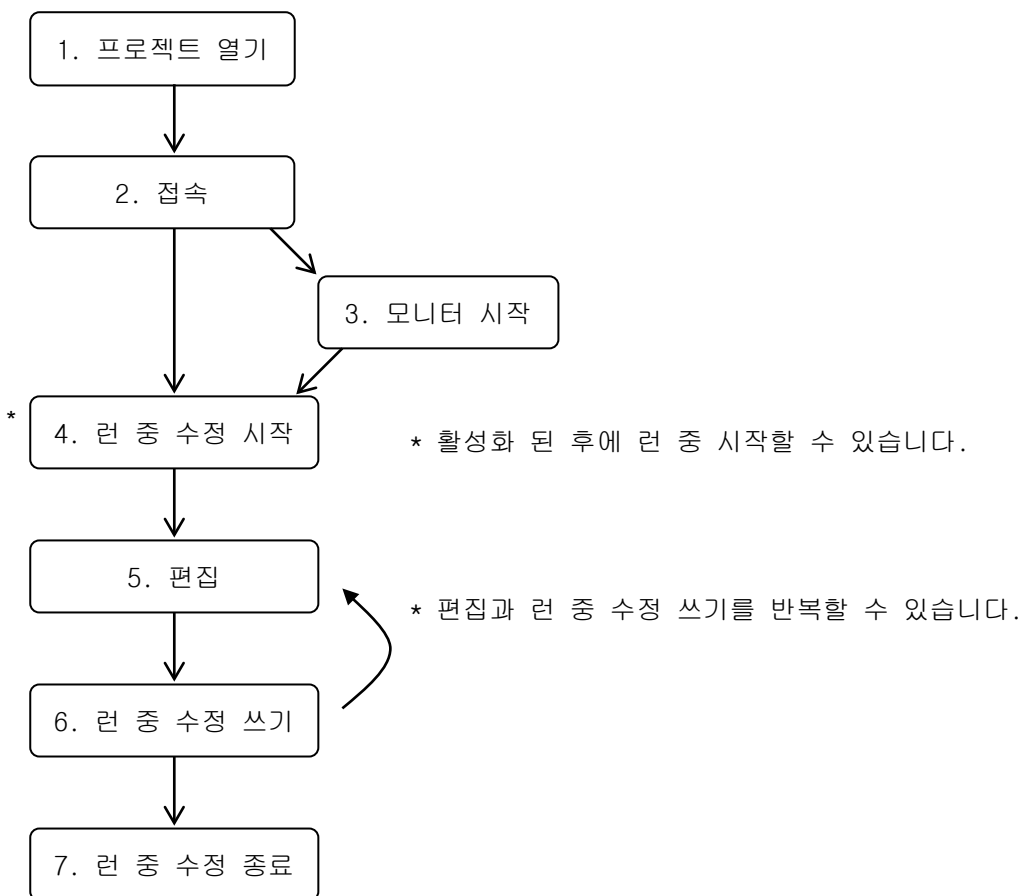 1. 프로젝트 열기
2. 접속
3. 모니터 시작
*
4. 런 중 수정 시작
* 활성화 된 후에 런 중 시작할 수 있습니다.
5. 편집
* 편집과 런 중 수정 쓰기를 반복할 수 있습니다.
6. 런 중 수정 쓰기
7. 런 중 수정 종료